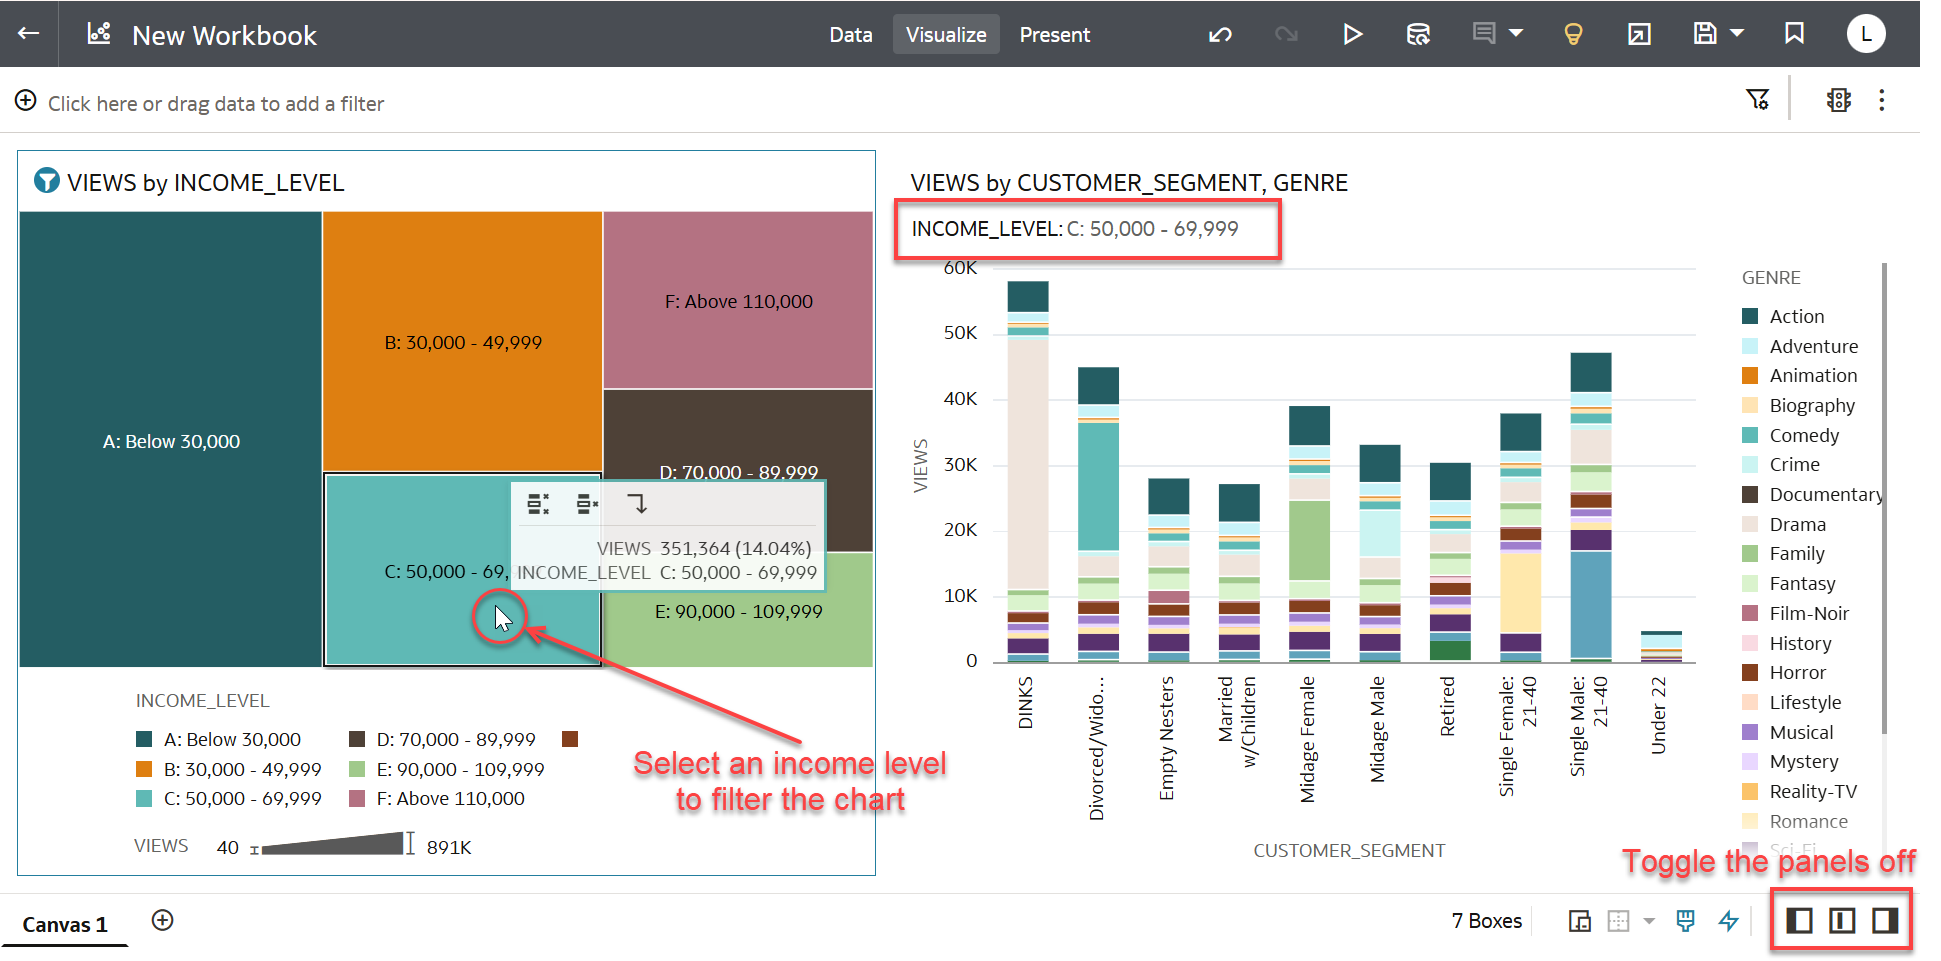 New Workbook
Data Visualize Present
L
Click here or drag data to add a filter
VIEWS by INCOME_LEVEL
A: Below 30,000
B: 30,000 - 49,999
F: Above 110,000
D: 70,000 - 89,999
C: 50,000 - 69,
VIEWS 351,364 (14.04%)
INCOME_LEVEL C: 50,000 - 69,999
E: 90,000 - 109,999
INCOME_LEVEL
A: Below 30,000
B: 30,000 - 49,999
C: 50,000 - 69,999
D: 70,000 - 89,999
E: 90,000 - 109,999
F: Above 110,000
VIEWS 40 891K
Select an income level
to filter the chart
VIEWS by CUSTOMER_SEGMENT, GENRE
INCOME_LEVEL: C: 50,000 - 69,999
VIEWS
60K
50K
40K
30K
20K
10K
0
DINKS
Divorced/Wido...
Empty Nesters
Married
w/Children
Midage Female
Midage Male
Retired
Single Female:
21-40
Single Male:
21-40
Under 22
CUSTOMER_SEGMENT
GENRE
Action
Adventure
Animation
Biography
Comedy
Crime
Documentary
Drama
Family
Fantasy
Film-Noir
History
Horror
Lifestyle
Musical
Mystery
Reality-TV
Romance
Sci-Fi
Toggle the panels off
Canvas 1
7 Boxes